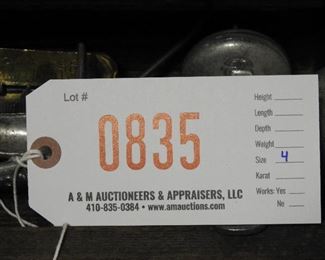 Lot #
0835
A & M AUCTIONEERS & APPRAISERS, LLC
410-835-0384 • www.amauctions.com
Height
Length
Depth
Weight
Size 4
Karat
Works: Yes
No